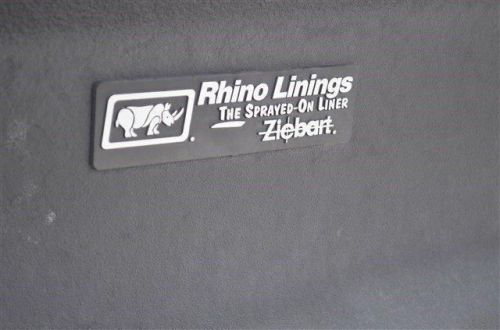 Rhino Linings
THE SPRAYED-ON LINER
Ziebart.